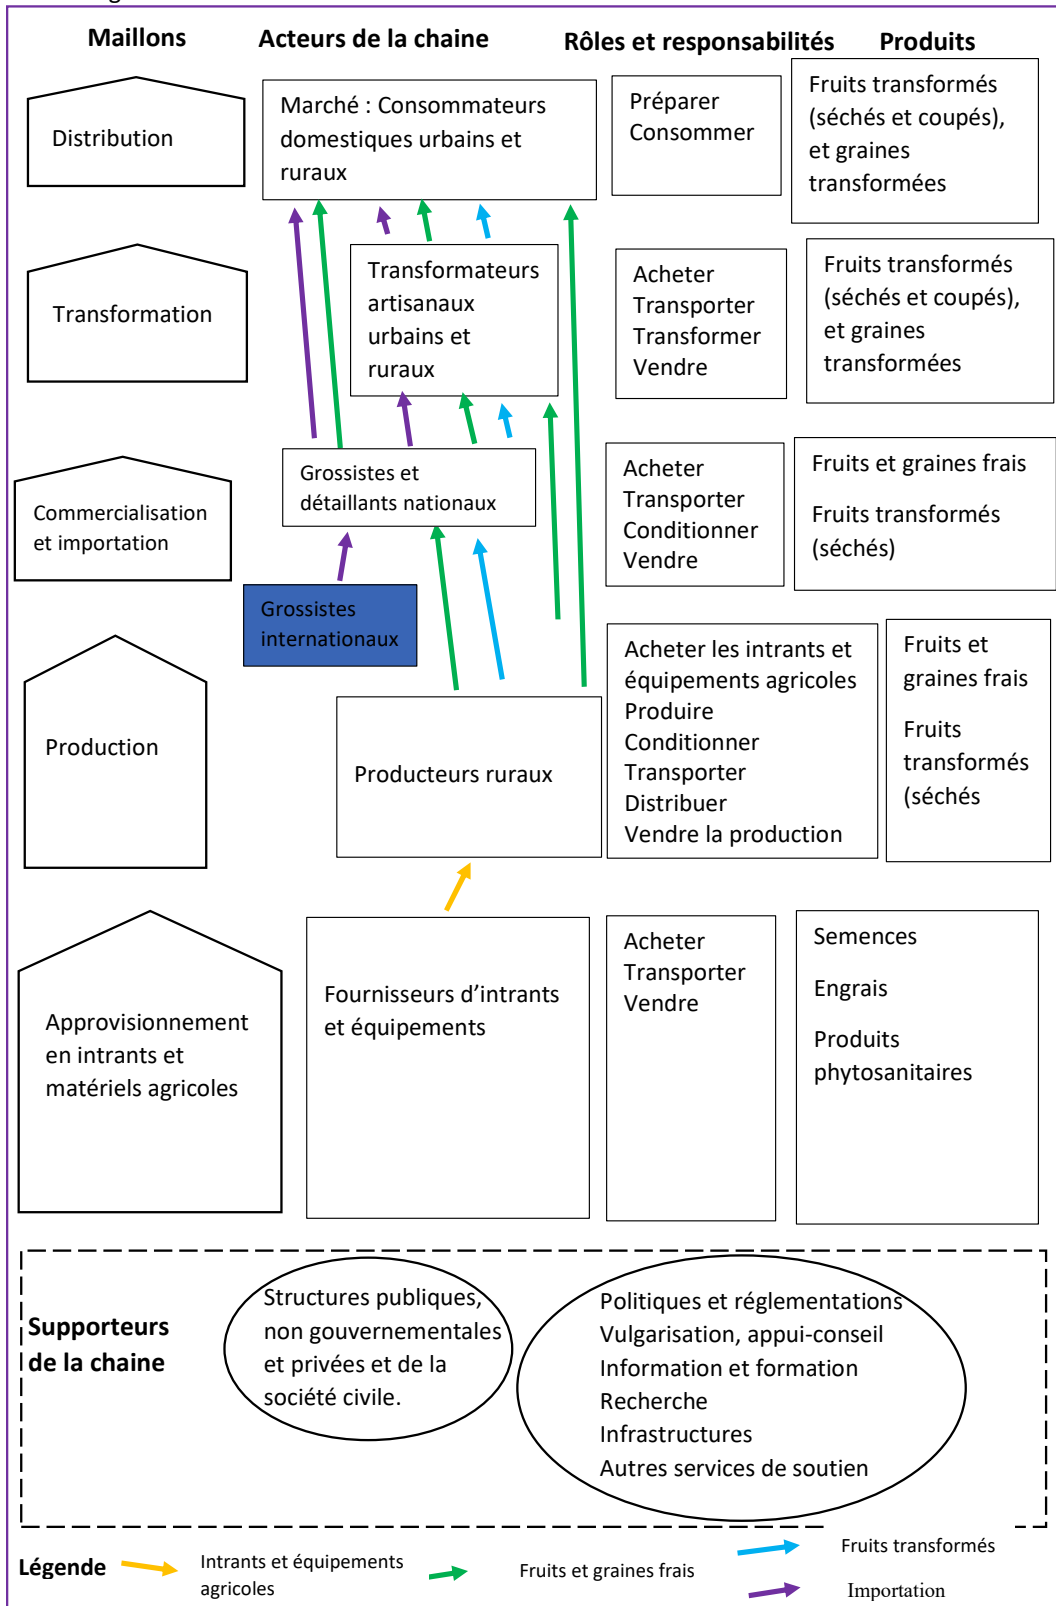 Maillons
Acteurs de la chaine
Rôles et responsabilités
Produits
Distribution
Marché : Consommateurs
domestiques urbains et
ruraux
Préparer
Consommer
Fruits transformés
(séchés et coupés),
et graines
transformées
Transformation
Transformateurs
artisanaux
urbains et
ruraux
Acheter
Transporter
Transformer
Vendre
Fruits transformés
(séchés et coupés),
et graines
transformées
Commercialisation
et importation
Grossistes et
détaillants nationaux
Grossistes
internationaux
Acheter
Transporter
Conditionner
Vendre
Fruits et graines frais
Fruits transformés
(séchés)
Production
Producteurs ruraux
Acheter les intrants et
équipements agricoles
Produire
Conditionner
Transporter
Distribuer
Vendre la production
Fruits et
graines frais
Fruits
transformés
(séchés
Approvisionnement
en intrants et
matériels agricoles
Fournisseurs d’intrants
et équipements
Acheter
Transporter
Vendre
Semences
Engrais
Produits
phytosanitaires
Supporteurs
de la chaine
Structures publiques,
non gouvernementales
et privées et de la
société civile.
Politiques et réglementations
Vulgarisation, appui-conseil
Information et formation
Recherche
Infrastructures
Autres services de soutien
Légende
Intrants et équipements
agricoles
Fruits et graines frais
Fruits transformés
Importation